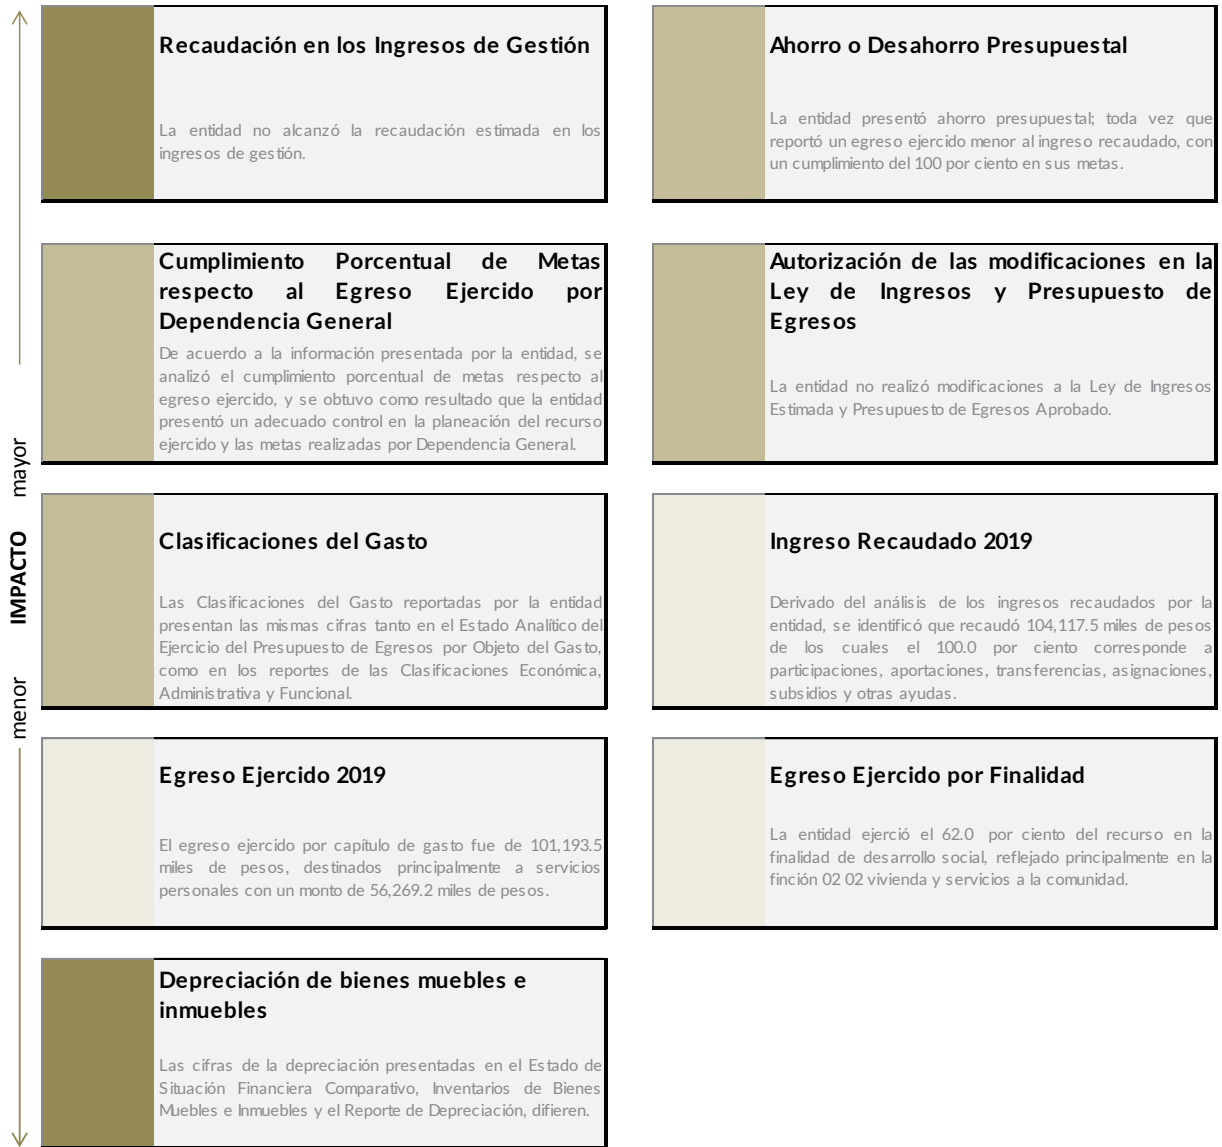 Recaudación en los Ingresos de Gestión
La entidad no alcanzó la recaudación estimada en los
ingresos de gestión.
Ahorro o Desahorro Presupuestal
La entidad presentó ahorro presupuestal; toda vez que
reportó un egreso ejercido menor al ingreso recaudado, con
un cumplimiento del 100 por ciento en sus metas.
Cumplimiento Porcentual de Metas
respecto al Egreso Ejercido por
Dependencia General
De acuerdo a la información presentada por la entidad, se
analizó el cumplimiento porcentual de metas respecto al
egreso ejercido, y se obtuvo como resultado que la entidad
presentó un adecuado control en la planeación del recurso
ejercido y las metas realizadas por Dependencia General.
Autorización de las modificaciones en la
Ley de Ingresos y Presupuesto de
Egresos
La entidad no realizó modificaciones a la Ley de Ingresos
Estimada y Presupuesto de Egresos Aprobado.
mayor
IMPACTO
menor
Clasificaciones del Gasto
Las Clasificaciones del Gasto reportadas por la entidad
presentan las mismas cifras tanto en el Estado Analítico del
Ejercicio del Presupuesto de Egresos por Objeto del Gasto,
como en los reportes de las Clasificaciones Económica,
Administrativa y Funcional.
Ingreso Recaudado 2019
Derivado del análisis de los ingresos recaudados por la
entidad, se identificó que recaudó 104,117.5 miles de pesos
de los cuales el 100.0 por ciento corresponde a
participaciones, aportaciones, transferencias, asignaciones,
subsidios y otras ayudas.
Egreso Ejercido 2019
El egreso ejercido por capítulo de gasto fue de 101,193.5
miles de pesos, destinados principalmente a servicios
personales con un monto de 56,269.2 miles de pesos.
Egreso Ejercido por Finalidad
La entidad ejerció el 62.0 por ciento del recurso en la
finalidad de desarrollo social, reflejado principalmente en la
finción 02 02 vivienda y servicios a la comunidad.
Depreciación de bienes muebles e
inmuebles
Las cifras de la depreciación presentadas en el Estado de
Situación Financiera Comparativo, Inventarios de Bienes
Muebles e Inmuebles y el Reporte de Depreciación, difieren.